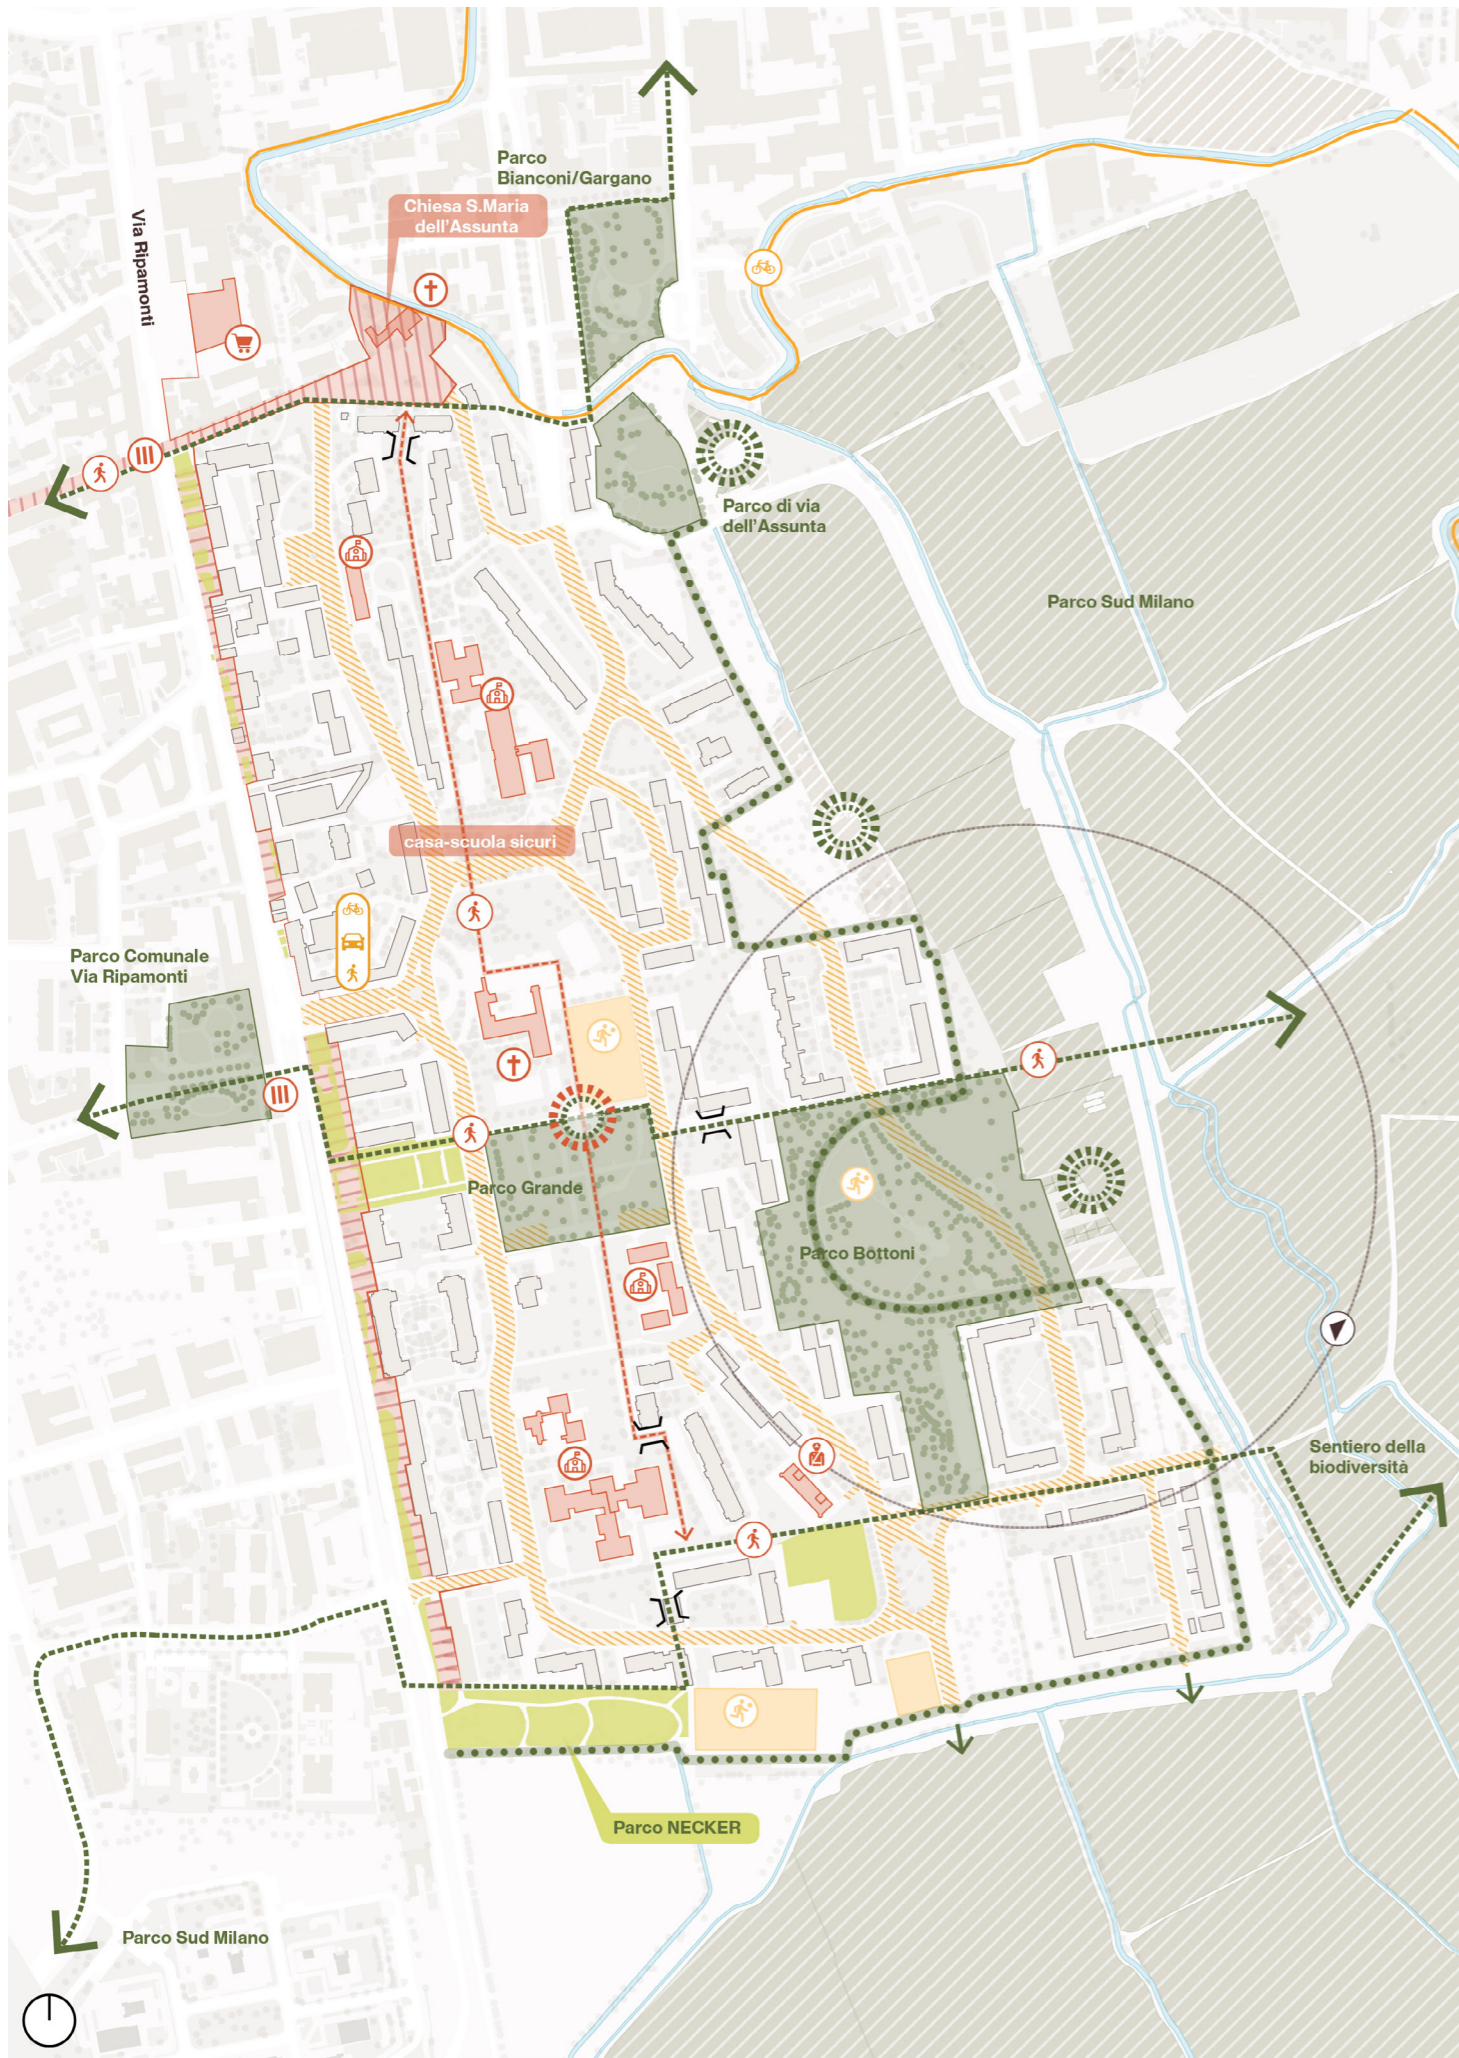 Parco
Bianconi/Gargano
Chiesa S.Maria
dell'Assunta
Via Ripamonti
Parco di via
dell'Assunta
Parco Sud Milano
casa-scuola sicuri
Parco Comunale
Via Ripamonti
Parco Grande
Parco Bottoni
Sentiero della
biodiversità
Parco NECKER
Parco Sud Milano